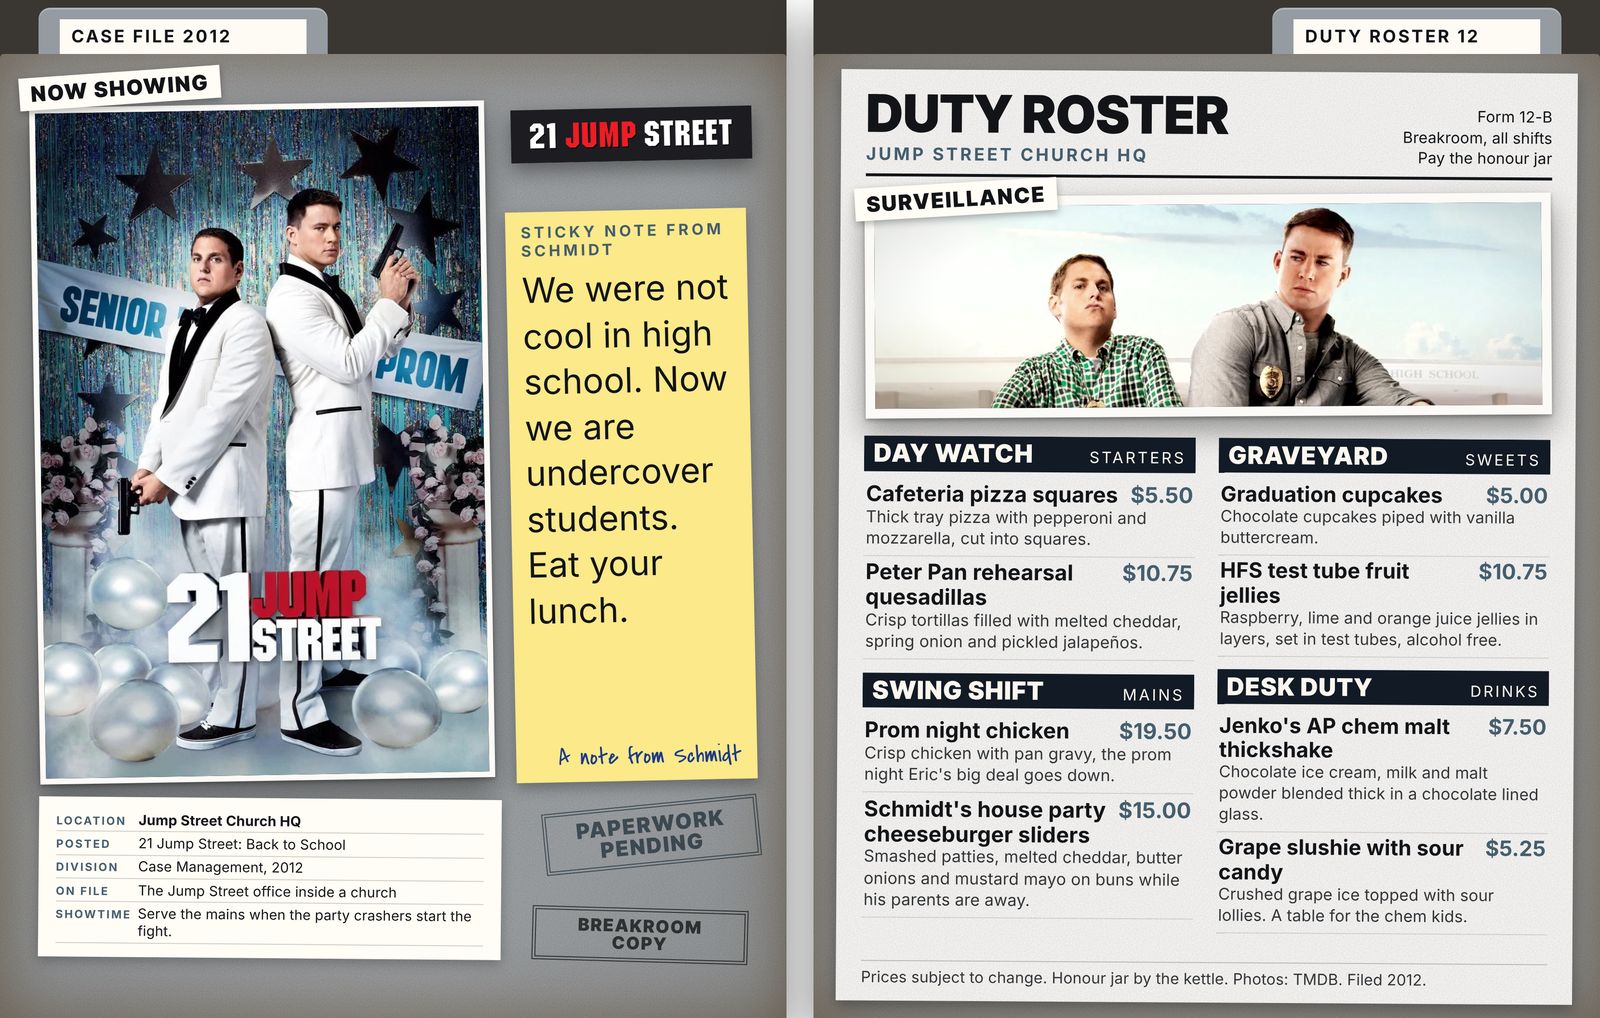 CASE FILE 2012
NOW SHOWING
SENIOR
PROM
21 JUMP
STREET
21 JUMP STREET
STICKY NOTE FROM
SCHMIDT
We were not
cool in high
school. Now
we are
undercover
students.
Eat your
lunch.
A note from Schmidt
LOCATION Jump Street Church HQ
POSTED 21 Jump Street: Back to School
DIVISION Case Management, 2012
ON FILE The Jump Street office inside a church
SHOWTIME Serve the mains when the party crashers start the
fight.
PAPERWORK
PENDING
BREAKROOM
COPY
DUTY ROSTER 12
DUTY ROSTER
JUMP STREET CHURCH HQ
Form 12-B
Breakroom, all shifts
Pay the honour jar
SURVEILLANCE
HIGH SCHOOL
DAY WATCH STARTERS
Cafeteria pizza squares $5.50
Thick tray pizza with pepperoni and
mozzarella, cut into squares.
Peter Pan rehearsal $10.75
quesadillas
Crisp tortillas filled with melted cheddar,
spring onion and pickled jalapeños.
SWING SHIFT MAINS
Prom night chicken $19.50
Crisp chicken with pan gravy, the prom
night Eric's big deal goes down.
Schmidt's house party $15.00
cheeseburger sliders
Smashed patties, melted cheddar, butter
onions and mustard mayo on buns while
his parents are away.
GRAVEYARD SWEETS
Graduation cupcakes $5.00
Chocolate cupcakes piped with vanilla
buttercream.
HFS test tube fruit $10.75
jellies
Raspberry, lime and orange juice jellies in
layers, set in test tubes, alcohol free.
DESK DUTY DRINKS
Jenko's AP chem malt $7.50
thickshake
Chocolate ice cream, milk and malt
powder blended thick in a chocolate lined
glass.
Grape slushie with sour $5.25
candy
Crushed grape ice topped with sour
lollies. A table for the chem kids.
Prices subject to change. Honour jar by the kettle. Photos: TMDB. Filed 2012.